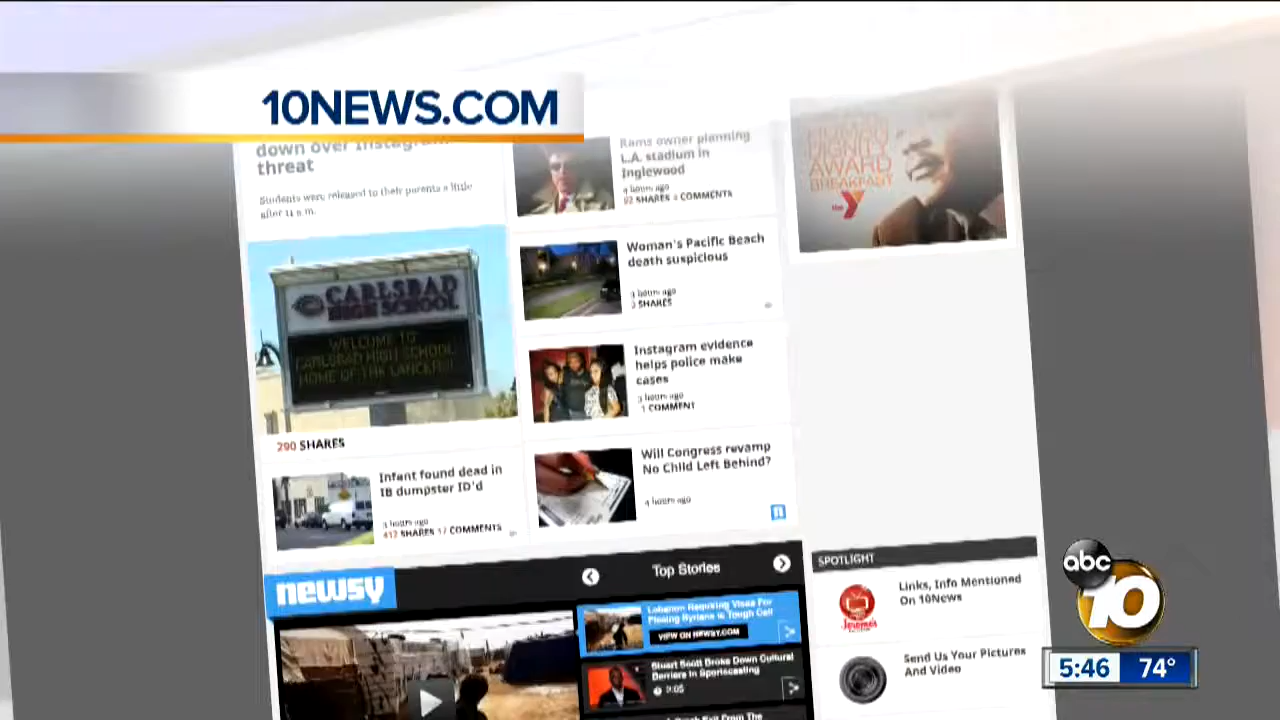 10NEWS.COM
down over Instagram
threat
Students were released to their parents a little
after 11 a.m.
CARLSBAD
HIGH SCHOOL
WELCOME TO
CARLSBAD HIGH SCHOOL
HOME OF THE LANCERS!
290 SHARES
Infant found dead in
IB dumpster ID'd
3 hours ago
412 SHARES 17 COMMENTS
Rams owner planning
L.A. stadium in
Inglewood
4 hours ago
92 SHARES 2 COMMENTS
Woman's Pacific Beach
death suspicious
3 hours ago
3 SHARES
Instagram evidence
helps police make
cases
3 hours ago
1 COMMENT
Will Congress revamp
No Child Left Behind?
4 hours ago
n
HUMAN
DIGNITY
AWARD
BREAKFAST
the Y
newsy
Top Stories
Lebanon Requiring Visas For
Fleeing Syrians Is Tough Call
VIEW ON NEWSY.COM
Stuart Scott Broke Down Cultural
Barriers In Sportscasting
2:05
SPOTLIGHT
Jerome's
Links, Info Mentioned
On 10News
Send Us Your Pictures
And Video
abc
10
5:46 74°